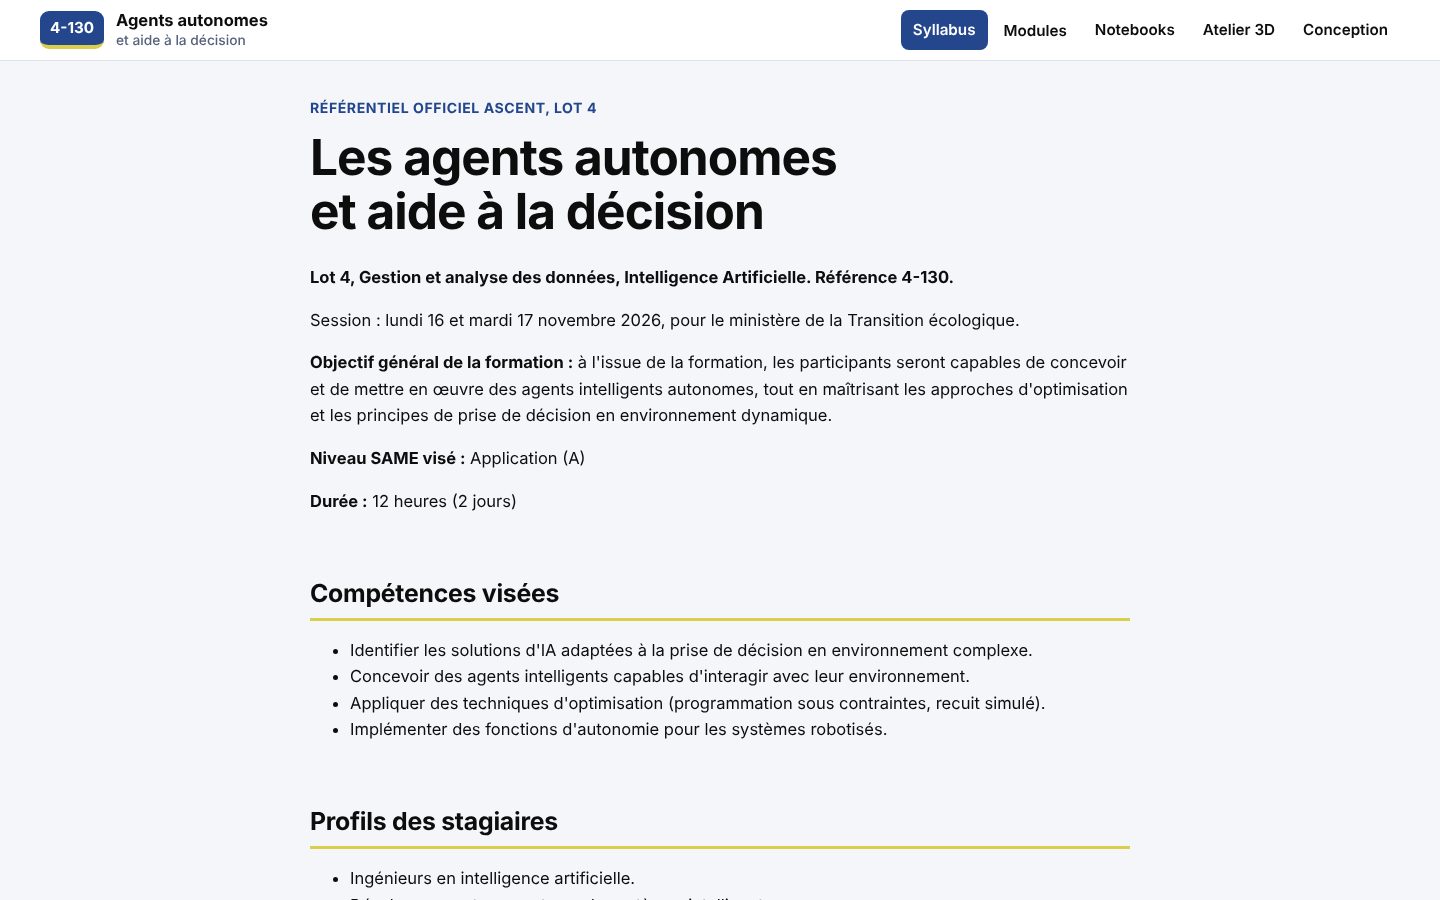 4-130
Agents autonomes
et aide à la décision
Syllabus
Modules
Notebooks
Atelier 3D
Conception
RÉFÉRENTIEL OFFICIEL ASCENT, LOT 4
Les agents autonomes
et aide à la décision
Lot 4, Gestion et analyse des données, Intelligence Artificielle. Référence 4-130.
Session : lundi 16 et mardi 17 novembre 2026, pour le ministère de la Transition écologique.
Objectif général de la formation : à l'issue de la formation, les participants seront capables de concevoir
et de mettre en œuvre des agents intelligents autonomes, tout en maîtrisant les approches d'optimisation
et les principes de prise de décision en environnement dynamique.
Niveau SAME visé : Application (A)
Durée : 12 heures (2 jours)
Compétences visées
• Identifier les solutions d'IA adaptées à la prise de décision en environnement complexe.
• Concevoir des agents intelligents capables d'interagir avec leur environnement.
• Appliquer des techniques d'optimisation (programmation sous contraintes, recuit simulé).
• Implémenter des fonctions d'autonomie pour les systèmes robotisés.
Profils des stagiaires
• Ingénieurs en intelligence artificielle.